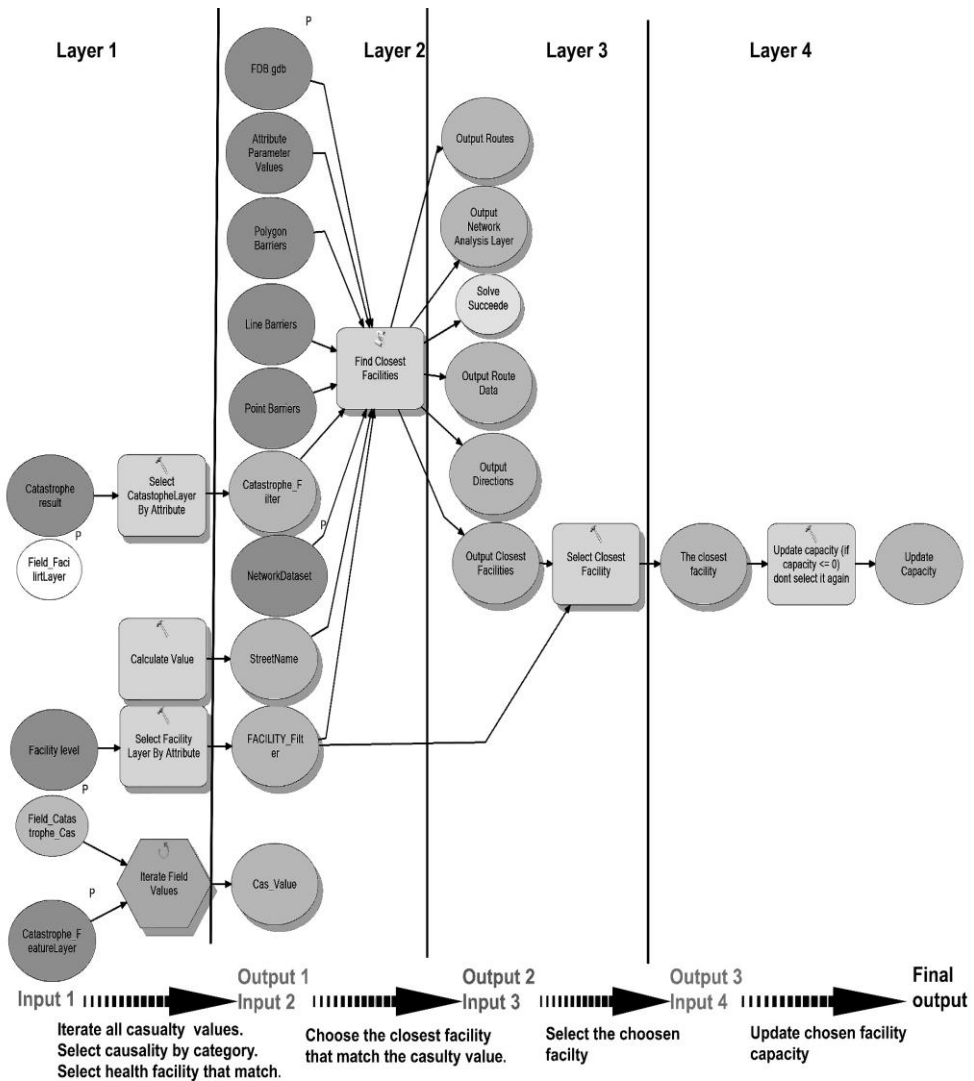 Layer 1
Layer 2
Layer 3
Layer 4
P
FDB gdb
Attribute
Parameter
Values
Polygon
Barriers
Line Barriers
Point Barriers
Find Closest
Facilities
Output Routes
Output
Network
Analysis Layer
Solve
Succeede
Output Route
Data
Output
Directions
Catastrophe
result
P
Select
CatastopheLayer
By Attribute
Catastrophe_F
ilter
P
Field_Faci
lirtLayer
NetworkDataset
Output Closest
Facilities
Select Closest
Facility
The closest
facility
Update capacity (if
capacity <= 0)
dont select it again
Update
Capacity
Calculate Value
StreetName
Facility level
P
Select Facility
Layer By Attribute
FACILITY_Filt
er
Field_Catas
trophe_Cas
P
Iterate Field
Values
Cas_Value
Catastrophe_F
eatureLayer
Input 1
Output 1
Input 2
Output 2
Input 3
Output 3
Input 4
Final
output
Iterate all casualty values.
Select causality by category.
Select health facility that match.
Choose the closest facility
that match the casulty value.
Select the choosen
facilty
Update chosen facility
capacity